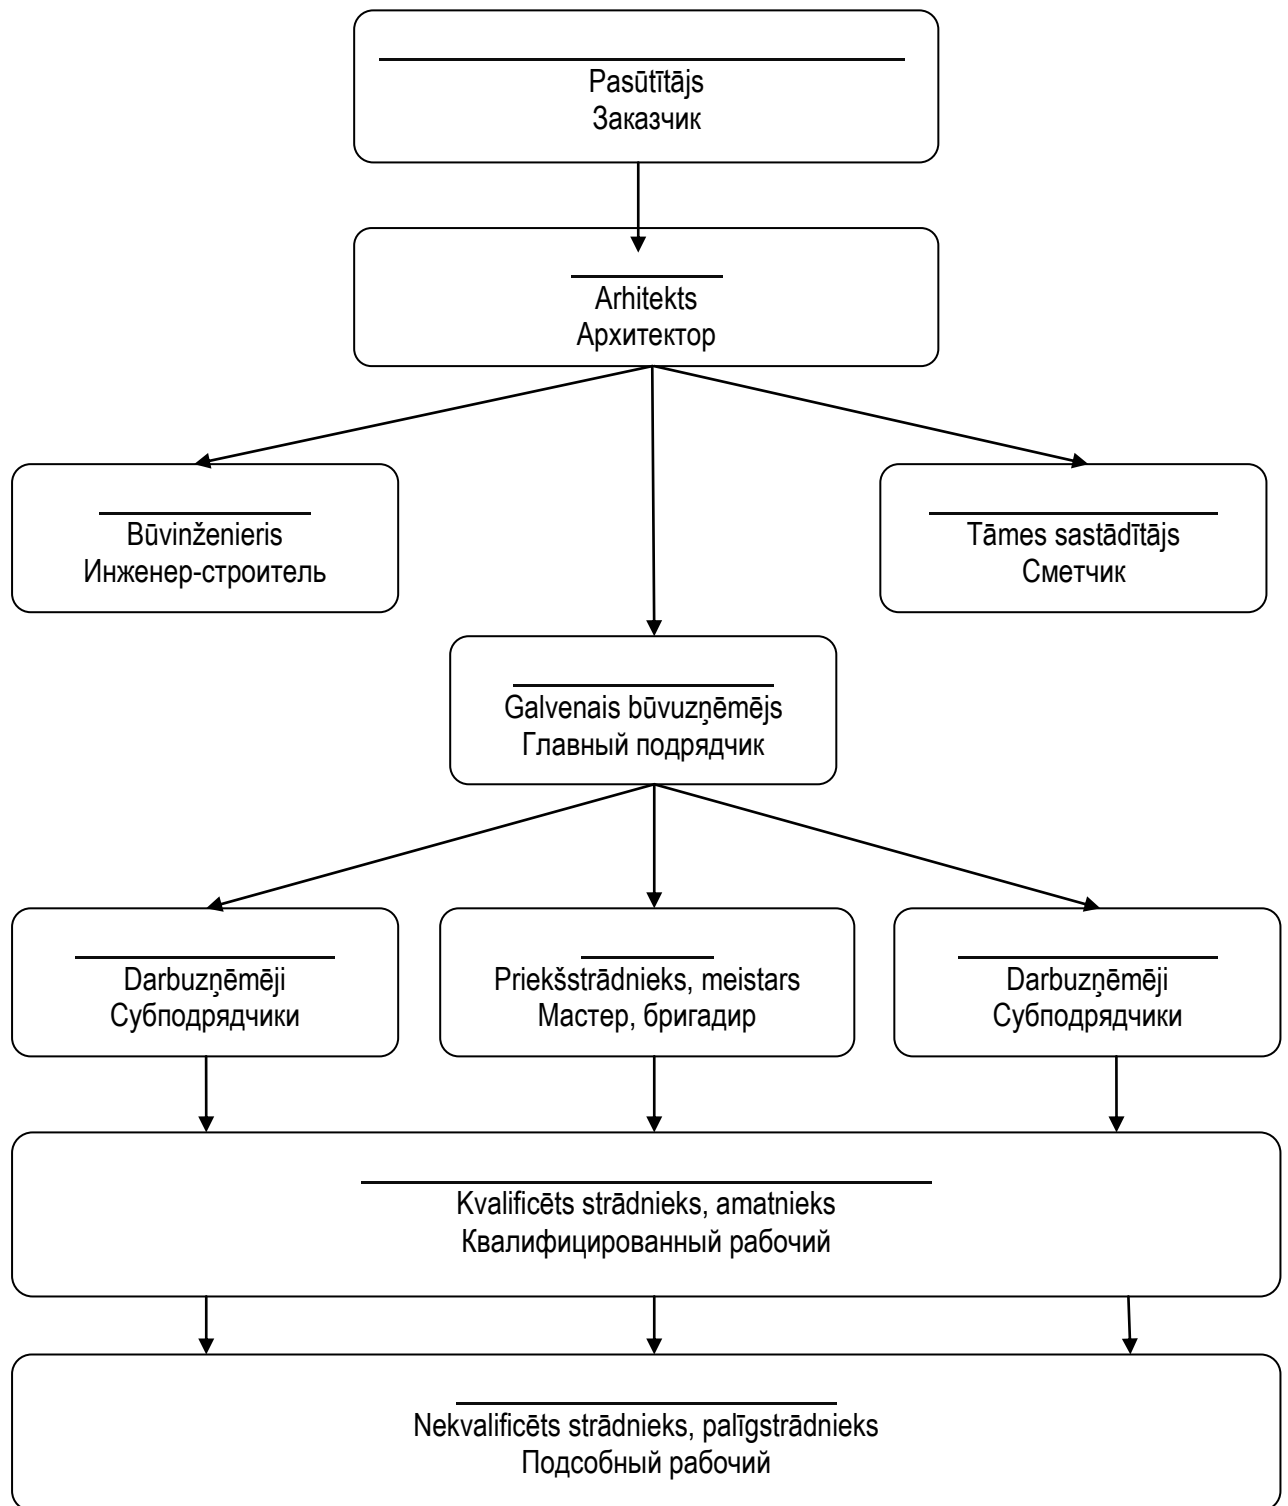 Pasūtītājs
Заказчик
Arhitekts
Архитектор
Būvinženieris
Инженер-строитель
Tāmes sastādītājs
Сметчик
Galvenais būvuzņēmējs
Главный подрядчик
Darbuzņēmēji
Субподрядчики
Priekšstrādnieks, meistars
Мастер, бригадир
Darbuzņēmēji
Субподрядчики
Kvalificēts strādnieks, amatnieks
Квалифицированный рабочий
Nekvalificēts strādnieks, palīgstrādnieks
Подсобный рабочий